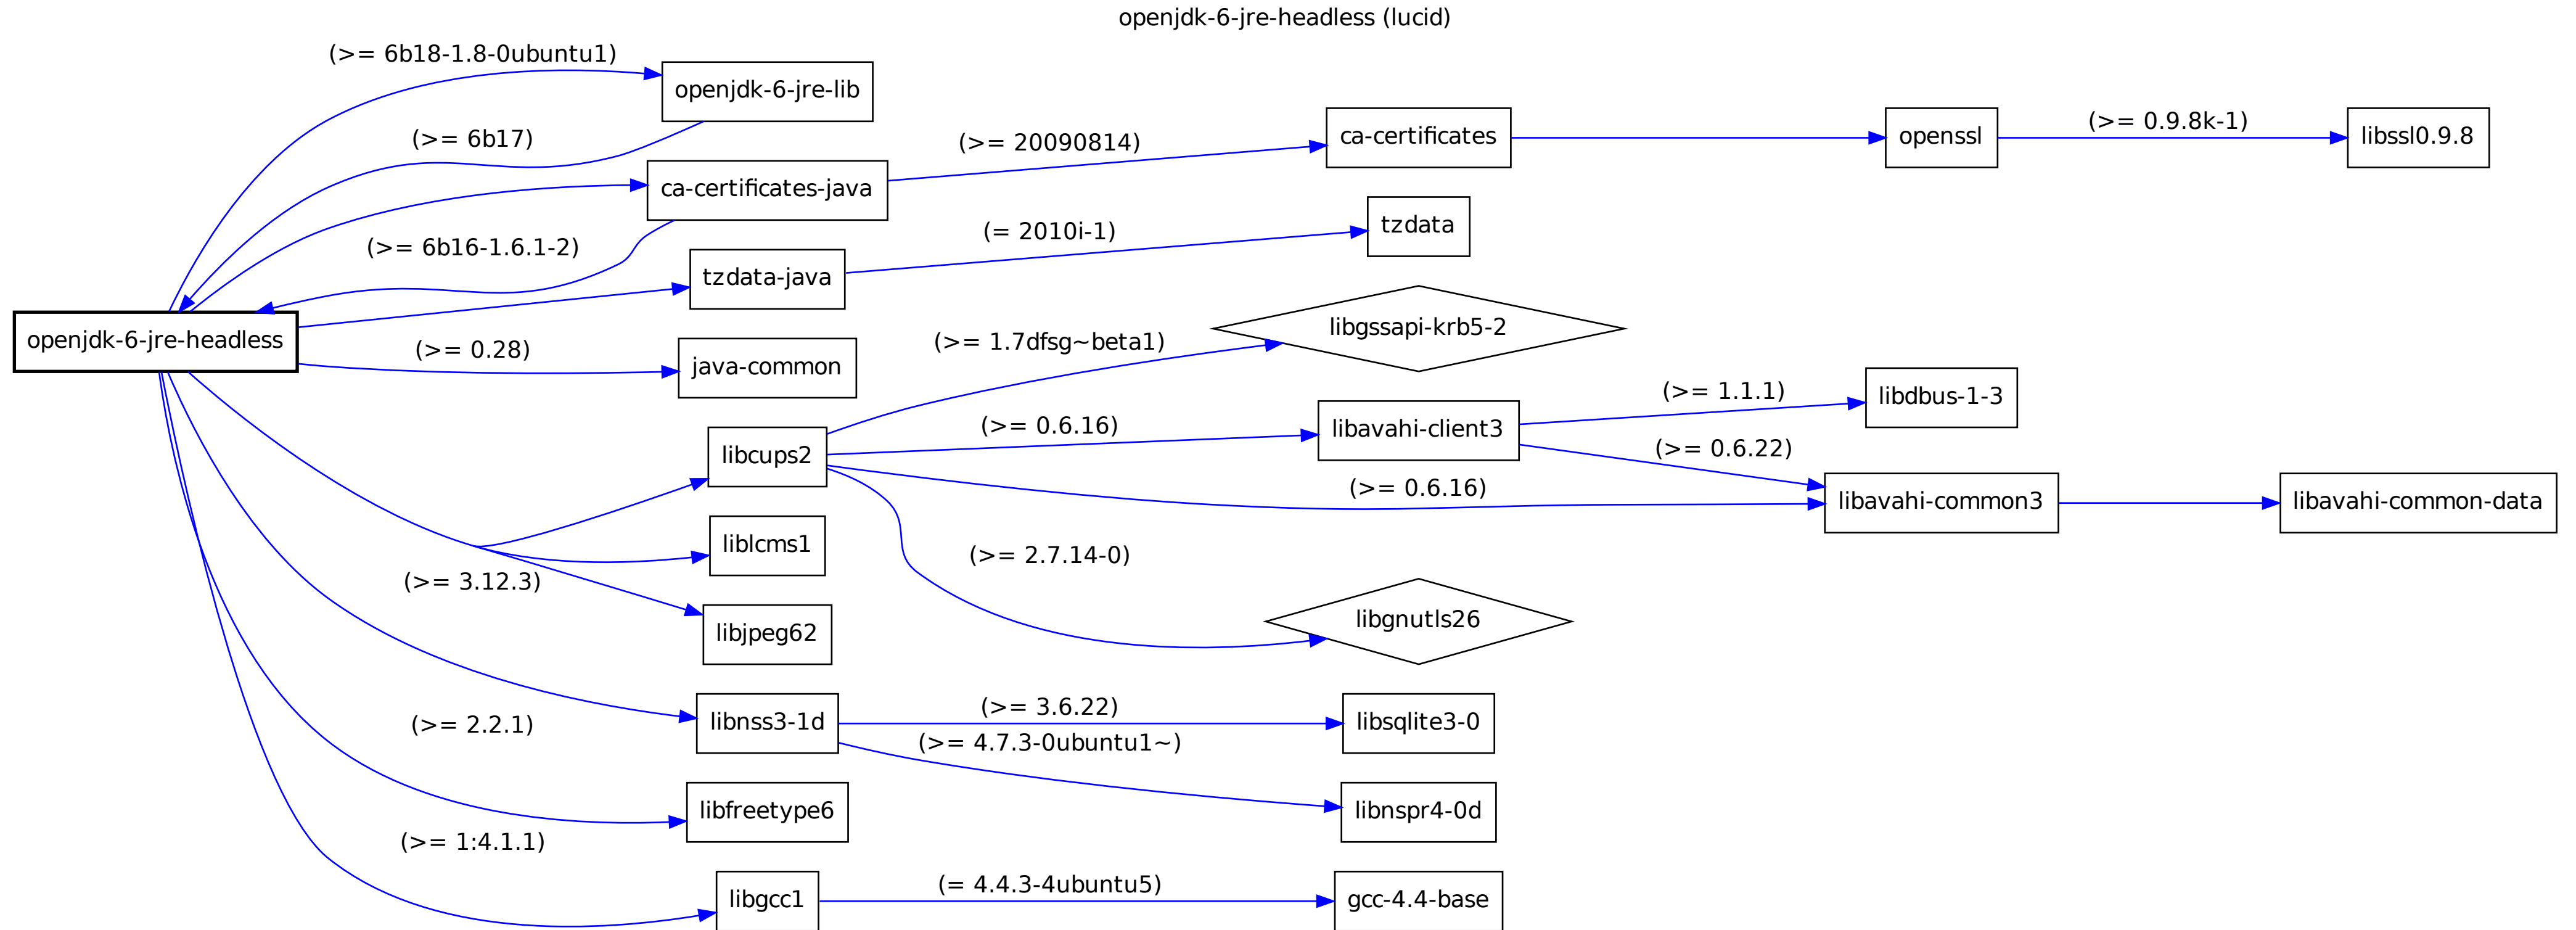 openjdk-6-jre-headless (lucid)
(>= 6b18-1.8-0ubuntu1)
openjdk-6-jre-lib
(>= 6b17)
(>= 20090814)
ca-certificates
openssl
(>= 0.9.8k-1)
libssl0.9.8
ca-certificates-java
(>= 6b16-1.6.1-2)
(= 2010i-1)
tzdata
tzdata-java
openjdk-6-jre-headless
(>= 0.28)
java-common
(>= 1.7dfsg~beta1)
libgssapi-krb5-2
(>= 0.6.16)
libavahi-client3
(>= 1.1.1)
libdbus-1-3
(>= 0.6.22)
libcups2
(>= 0.6.16)
libavahi-common3
libavahi-common-data
liblcms1
(>= 2.7.14-0)
(>= 3.12.3)
libjpeg62
libgnutls26
(>= 2.2.1)
libnss3-1d
(>= 3.6.22)
libsqlite3-0
(>= 4.7.3-0ubuntu1~)
libfreetype6
libnspr4-0d
(>= 1:4.1.1)
libgcc1
(= 4.4.3-4ubuntu5)
gcc-4.4-base